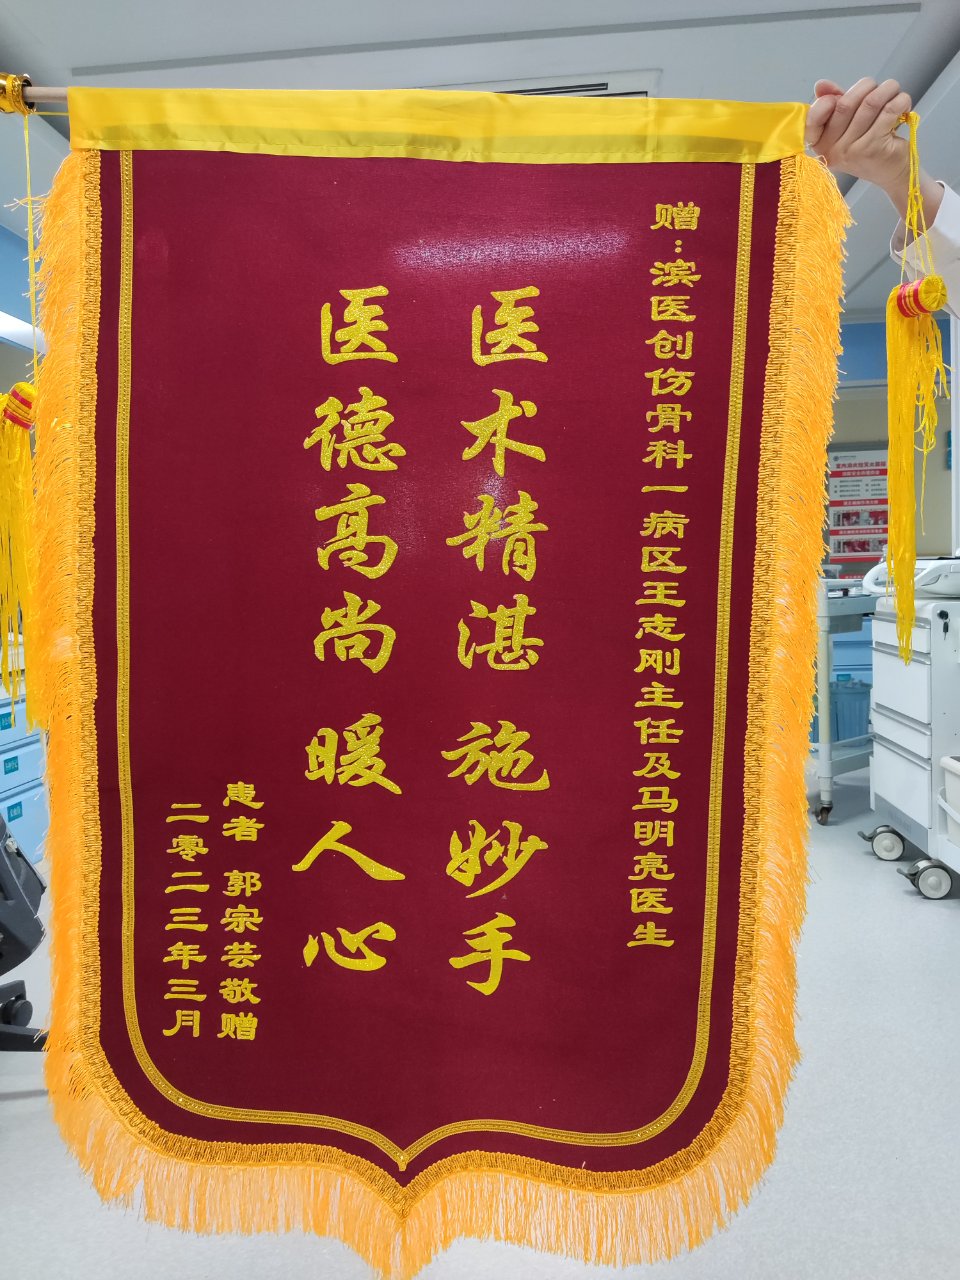 赠：滨医创伤骨科一病区王志刚主任及马明亮医生
医术精湛 施妙手
医德高尚 暖人心
患者 郭宗芸敬赠
二零二三年三月